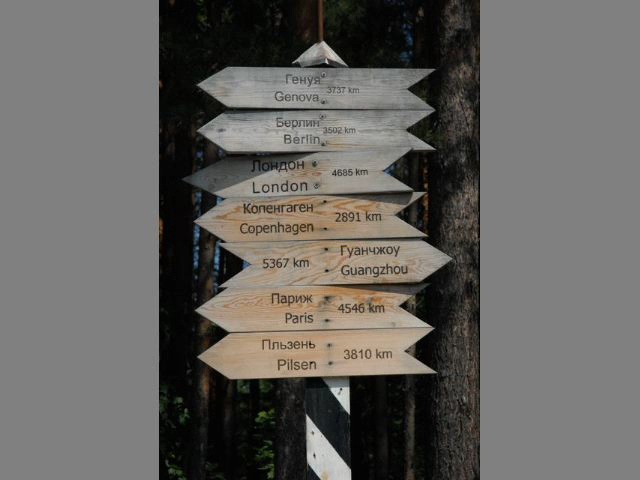 Генуя
Genova 3737 km
Берлин
Berlin 3502 km
Лондон
London 4685 km
Копенгаген
Copenhagen 2891 km
Гуанчжоу
5367 km Guangzhou
Париж
Paris 4546 km
Пльзень
Pilsen 3810 km